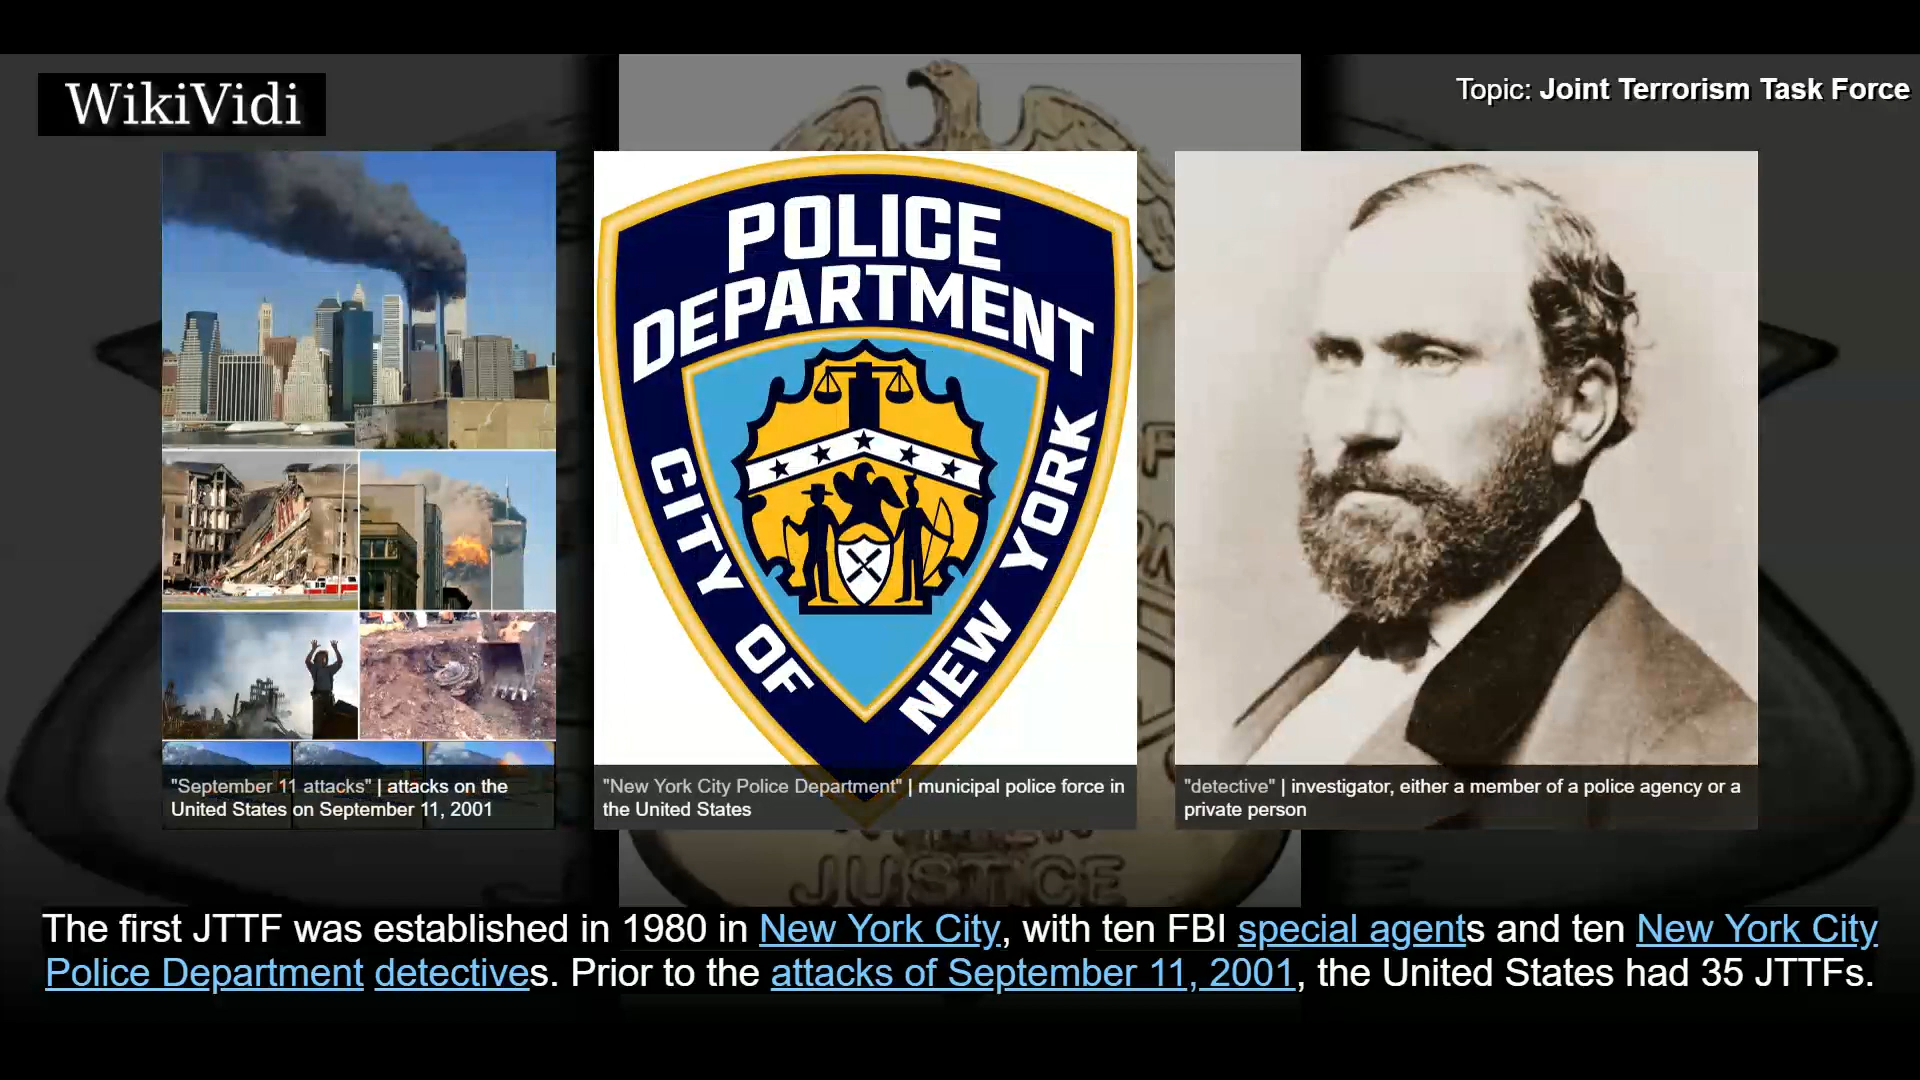 WikiVidi
Topic: Joint Terrorism Task Force
POLICE
DEPARTMENT
CITY OF
NEW YORK
"September 11 attacks" | attacks on the
United States on September 11, 2001
"New York City Police Department" | municipal police force in
the United States
"detective" | investigator, either a member of a police agency or a
private person
JUSTICE
The first JTTF was established in 1980 in New York City, with ten FBI special agents and ten New York City
Police Department detectives. Prior to the attacks of September 11, 2001, the United States had 35 JTTFs.